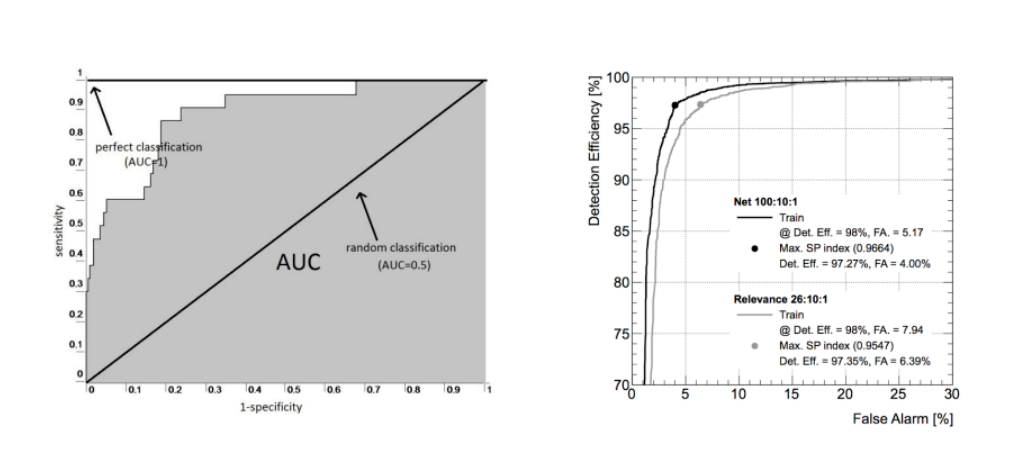 1
0.9
0.8
0.7
0.6
0.5
0.4
0.3
0.2
0.1
0
sensitivity
perfect classification
(AUC=1)
random classification
(AUC=0.5)
AUC
0 0.1 0.2 0.3 0.4 0.5 0.6 0.7 0.8 0.9 1
1-specificity
Detection Efficiency [%]
100
95
90
85
80
75
70
Net 100:10:1
Train
@ Det. Eff. = 98%, FA. = 5.17
Max. SP index (0.9664)
Det. Eff. = 97.27%, FA = 4.00%
Relevance 26:10:1
Train
@ Det. Eff. = 98%, FA. = 7.94
Max. SP index (0.9547)
Det. Eff. = 97.35%, FA = 6.39%
0 5 10 15 20 25 30
False Alarm [%]